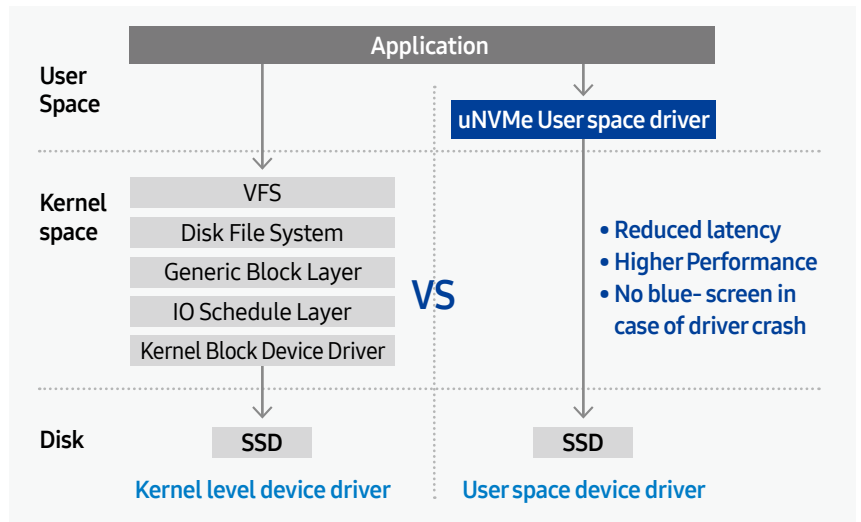 Application
User
Space
uNVMe User space driver
Kernel
space
VFS
Disk File System
Generic Block Layer
IO Schedule Layer
Kernel Block Device Driver
VS
• Reduced latency
• Higher Performance
• No blue- screen in
case of driver crash
Disk
SSD
SSD
Kernel level device driver
User space device driver